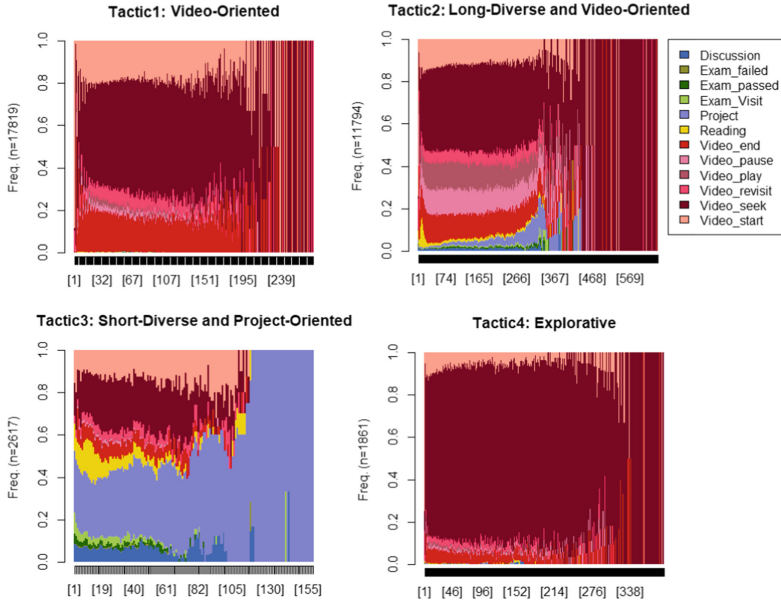 Tactic1: Video-Oriented
Freq. (n=17819)
1.0
0.8
0.6
0.4
0.2
0.0
[1] [32] [67] [107] [151] [195] [239]
Tactic2: Long-Diverse and Video-Oriented
Freq. (n=11794)
1.0
0.8
0.6
0.4
0.2
0.0
[1] [74] [165] [266] [367] [468] [569]
Discussion
Exam_failed
Exam_passed
Exam_Visit
Project
Reading
Video_end
Video_pause
Video_play
Video_revisit
Video_seek
Video_start
Tactic3: Short-Diverse and Project-Oriented
Freq. (n=2617)
1.0
0.8
0.6
0.4
0.2
0.0
[1] [19] [40] [61] [82] [105] [130] [155]
Tactic4: Explorative
Freq. (n=1861)
1.0
0.8
0.6
0.4
0.2
0.0
[1] [46] [96] [152] [214] [276] [338]